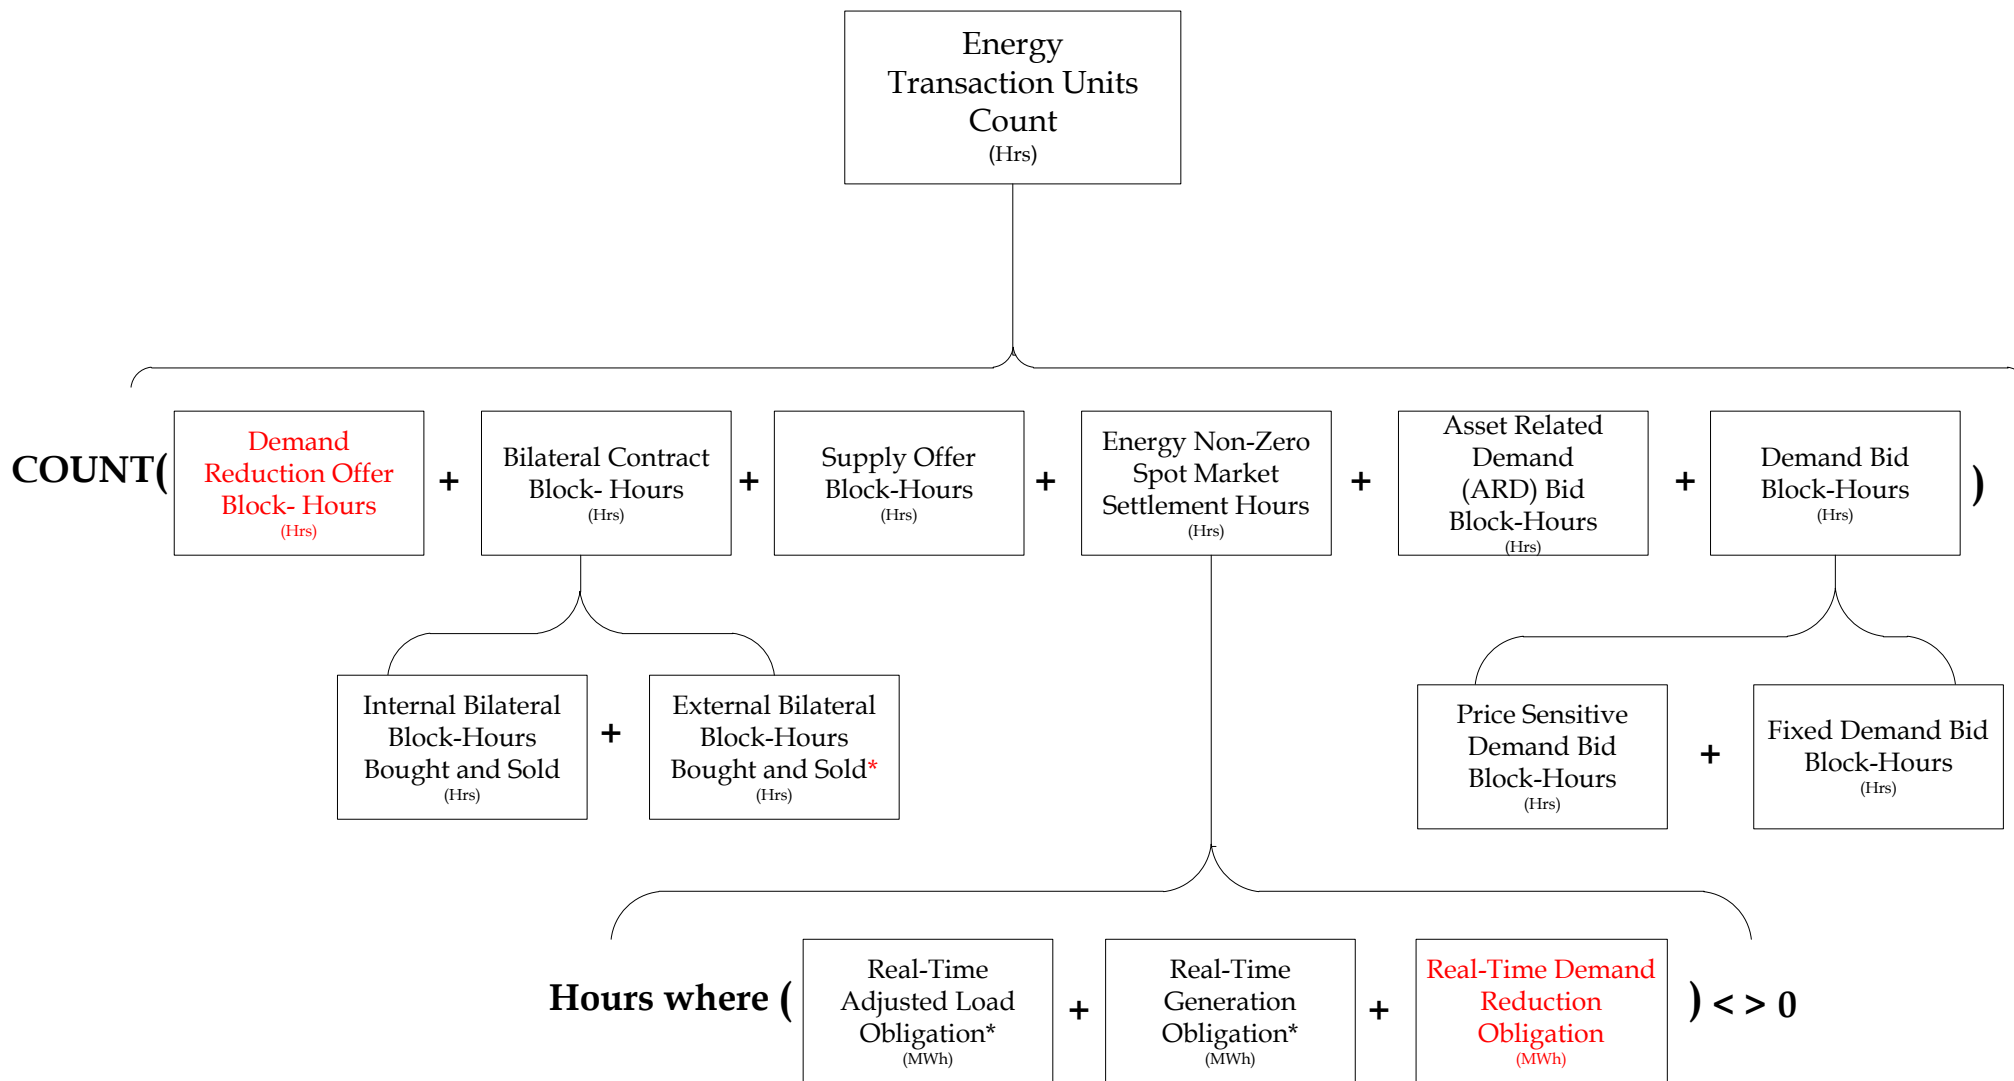 Energy
Transaction Units
Count
(Hrs)
COUNT(
Demand
Reduction Offer
Block- Hours
(Hrs)
+
Bilateral Contract
Block- Hours
(Hrs)
+
Supply Offer
Block-Hours
(Hrs)
+
Energy Non-Zero
Spot Market
Settlement Hours
(Hrs)
+
Asset Related
Demand
(ARD) Bid
Block-Hours
(Hrs)
+
Demand Bid
Block-Hours
(Hrs)
)
Internal Bilateral
Block-Hours
Bought and Sold
(Hrs)
+
External Bilateral
Block-Hours
Bought and Sold*
(Hrs)
Price Sensitive
Demand Bid
Block-Hours
(Hrs)
+
Fixed Demand Bid
Block-Hours
(Hrs)
Hours where (
Real-Time
Adjusted Load
Obligation*
(MWh)
+
Real-Time
Generation
Obligation*
(MWh)
+
Real-Time Demand
Reduction
Obligation
(MWh)
) < > 0